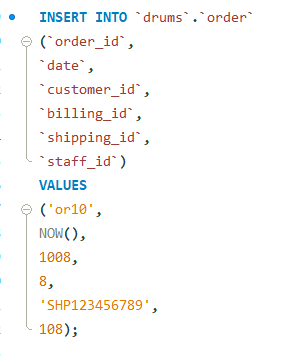 INSERT INTO `drums`.`order`
(`order_id`,
`date`,
`customer_id`,
`billing_id`,
`shipping_id`,
`staff_id`)
VALUES
('or10',
NOW(),
1008,
8,
'SHP123456789',
108);